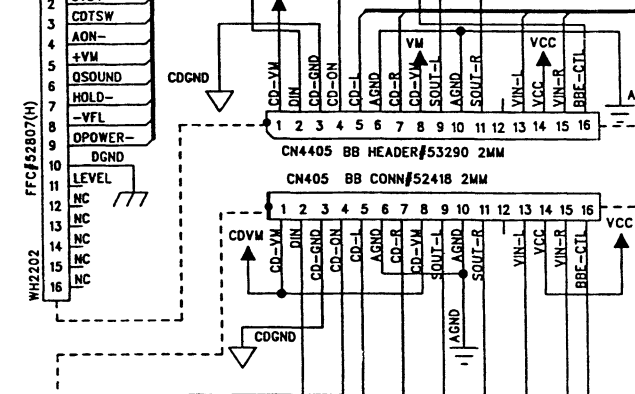 2
3 CDTSW
4 AON-
5 +VM
6 QSOUND
7 HOLD-
8 -VFL
9 OPOWER-
10 DGND
11 LEVEL
12 NC
13 NC
14 NC
15 NC
16 NC
FFC#52807(H)
WH2202
CDGND
VM
VCC
CD-VM
DIN
CD-GND
CD-ON
CD-L
AGND
CD-R
CD-VM
SOUT-L
AGND
SOUT-R
VIN-L
VCC
VIN-R
BBE-CTL
A
1 2 3 4 5 6 7 8 9 10 11 12 13 14 15 16
CN4405 BB HEADER#53290 2MM
CN405 BB CONN#52418 2MM
1 2 3 4 5 6 7 8 9 10 11 12 13 14 15 16
CDVM
CD-VM
DIN
CD-GND
CD-ON
CD-L
AGND
CD-R
CD-VM
SOUT-L
AGND
SOUT-R
VIN-L
VCC
VIN-R
BBE-CTL
VCC
CDGND
AGND